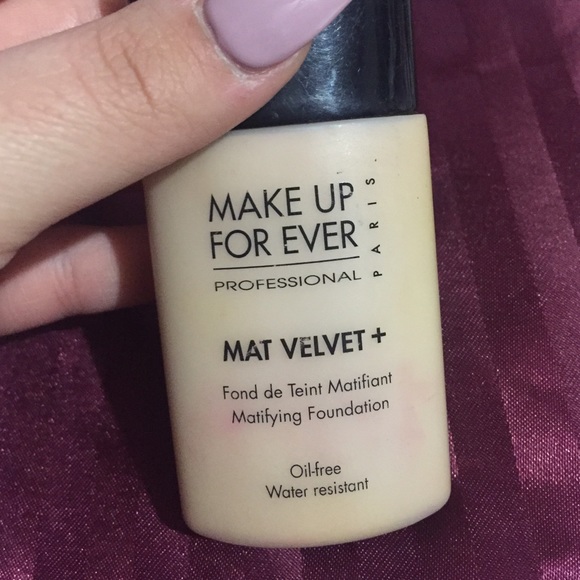 MAKE UP
FOR EVER
PARIS.
PROFESSIONAL
MAT VELVET +
Fond de Teint Matifiant
Matifying Foundation
Oil-free
Water resistant